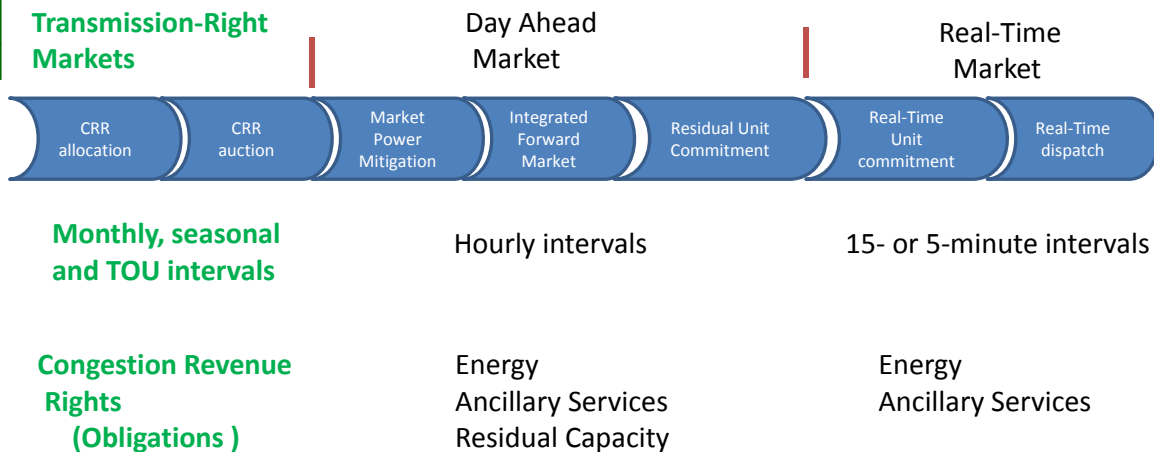 Transmission-Right
Markets
Day Ahead
Market
Real-Time
Market
CRR
allocation
CRR
auction
Market
Power
Mitigation
Integrated
Forward
Market
Residual Unit
Commitment
Real-Time
Unit
commitment
Real-Time
dispatch
Monthly, seasonal
and TOU intervals
Hourly intervals
15- or 5-minute intervals
Congestion Revenue
Rights
(Obligations )
Energy
Ancillary Services
Residual Capacity
Energy
Ancillary Services